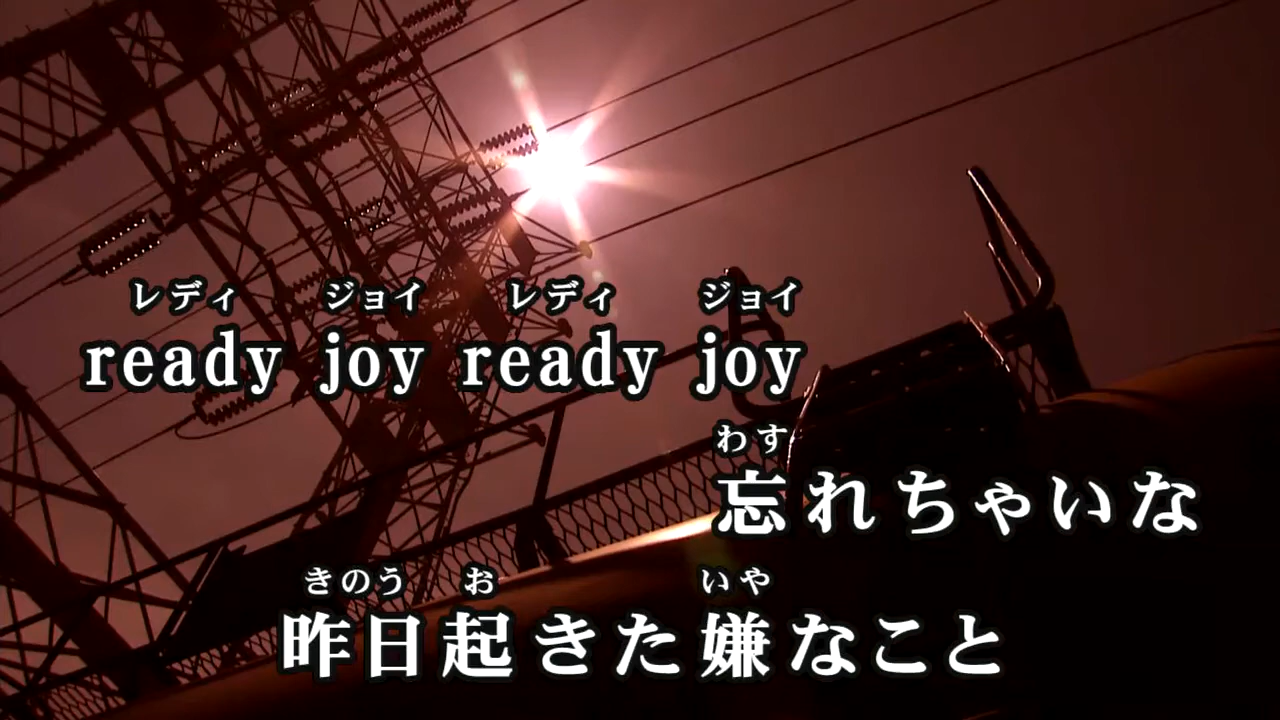 レディ ジョイ レディ ジョイ
ready joy ready joy
わす
忘れちゃいな
きのう お いや
昨日起きた嫌なこと